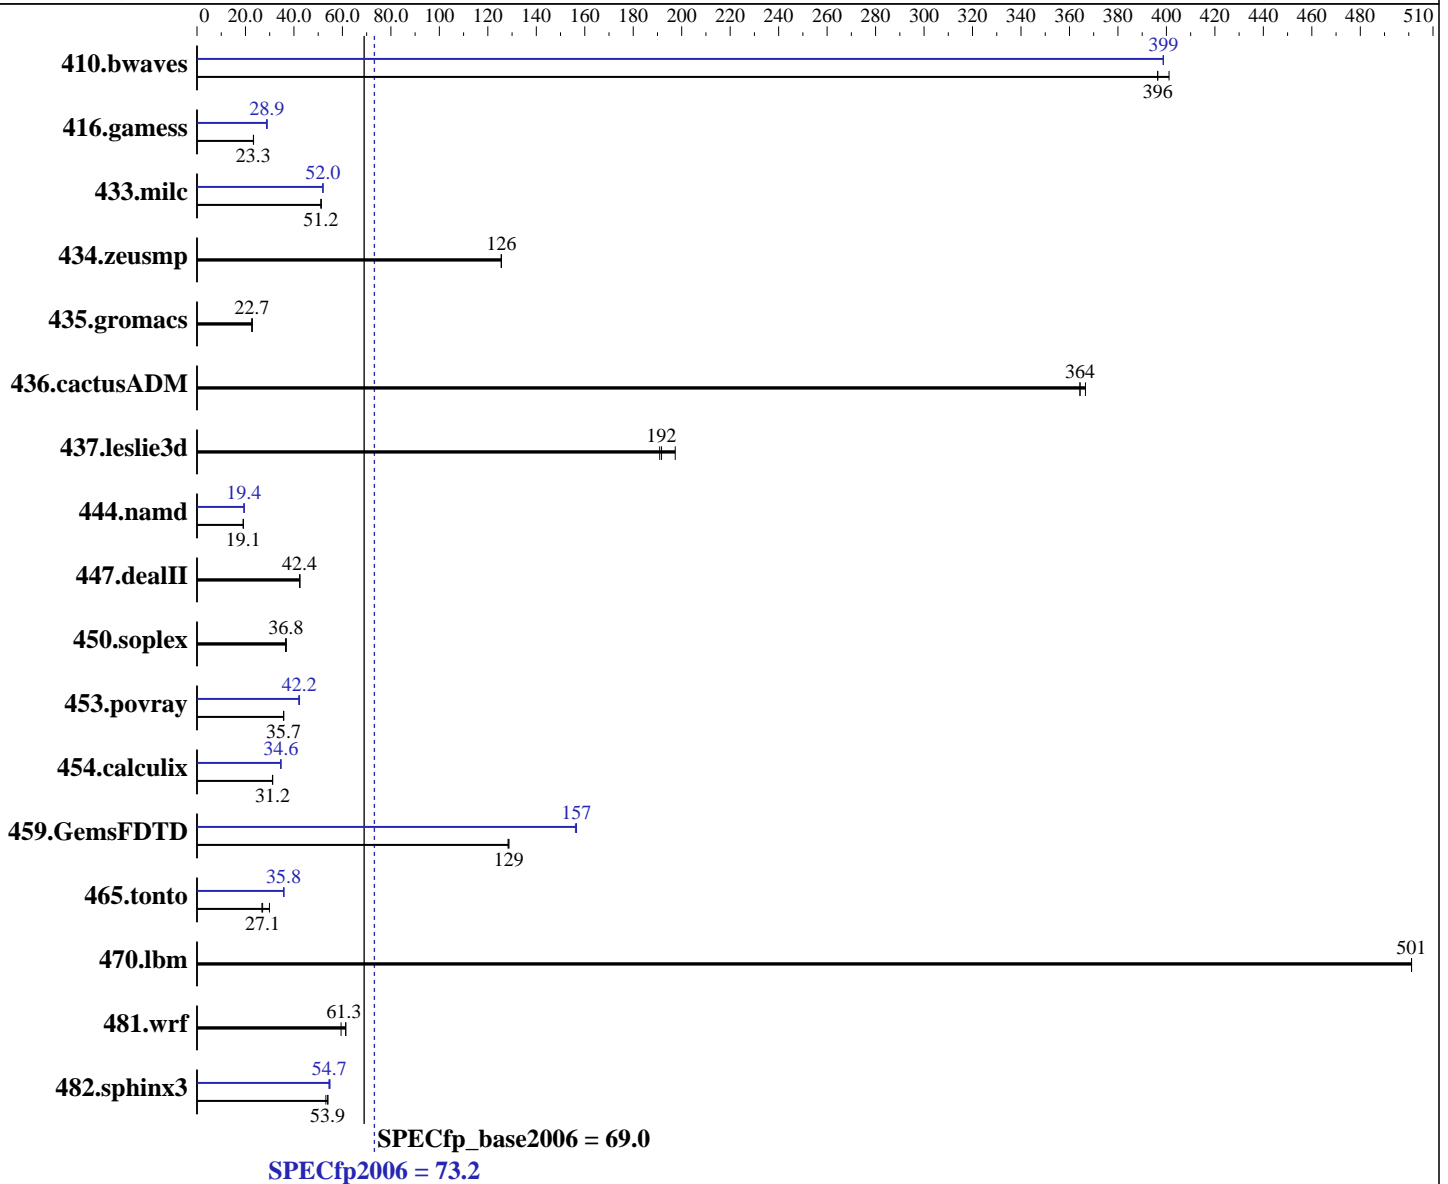 0 20.0 40.0 60.0 80.0 100 120 140 160 180 200 220 240 260 280 300 320 340 360 380 400 420 440 460 480 510
399
410.bwaves
396
28.9
416.gamess
23.3
52.0
433.milc
51.2
126
434.zeusmp
22.7
435.gromacs
364
436.cactusADM
192
437.leslie3d
19.4
444.namd
19.1
42.4
447.dealII
36.8
450.soplex
42.2
453.povray
35.7
34.6
454.calculix
31.2
157
459.GemsFDTD
129
35.8
465.tonto
27.1
501
470.lbm
61.3
481.wrf
54.7
482.sphinx3
53.9
SPECfp_base2006 = 69.0
SPECfp2006 = 73.2